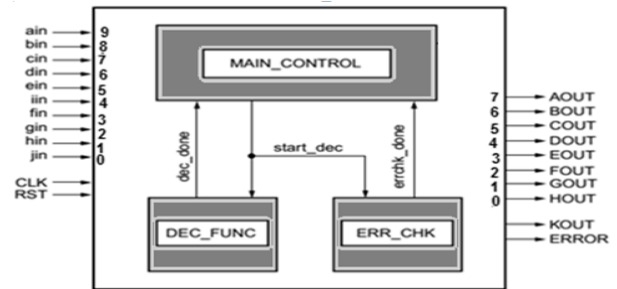 ain 9
bin 8
cin 7
din 6
ein 5
iin 4
fin 3
gin 2
hin 1
jin 0
CLK
RST
MAIN_CONTROL
dec_done
start_dec
errchk_done
DEC_FUNC
ERR_CHK
7 AOUT
6 BOUT
5 COUT
4 DOUT
3 EOUT
2 FOUT
1 GOUT
0 HOUT
KOUT
ERROR